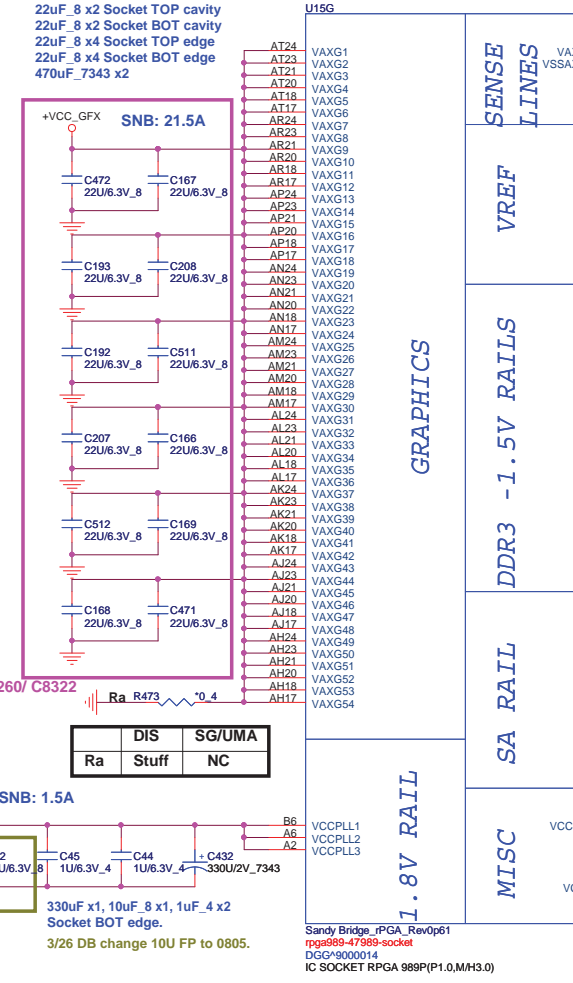 22uF_8 x2 Socket TOP cavity
22uF_8 x2 Socket BOT cavity
22uF_8 x4 Socket TOP edge
22uF_8 x4 Socket BOT edge
470uF_7343 x2
+VCC_GFX
SNB: 21.5A
C472
22U/6.3V_8
C167
22U/6.3V_8
C193
22U/6.3V_8
C208
22U/6.3V_8
C192
22U/6.3V_8
C511
22U/6.3V_8
C207
22U/6.3V_8
C166
22U/6.3V_8
C512
22U/6.3V_8
C169
22U/6.3V_8
C168
22U/6.3V_8
C471
22U/6.3V_8
260/ C8322
Ra R473 *0_4
DIS SG/UMA
Ra Stuff NC
U15G
AT24 VAXG1
AT23 VAXG2
AT21 VAXG3
AT20 VAXG4
AT18 VAXG5
AT17 VAXG6
AR24 VAXG7
AR23 VAXG8
AR21 VAXG9
AR20 VAXG10
AR18 VAXG11
AR17 VAXG12
AP24 VAXG13
AP23 VAXG14
AP21 VAXG15
AP20 VAXG16
AP18 VAXG17
AP17 VAXG18
AN24 VAXG19
AN23 VAXG20
AN21 VAXG21
AN20 VAXG22
AN18 VAXG23
AN17 VAXG24
AM24 VAXG25
AM23 VAXG26
AM21 VAXG27
AM20 VAXG28
AM18 VAXG29
AM17 VAXG30
AL24 VAXG31
AL23 VAXG32
AL21 VAXG33
AL20 VAXG34
AL18 VAXG35
AL17 VAXG36
AK24 VAXG37
AK23 VAXG38
AK21 VAXG39
AK20 VAXG40
AK18 VAXG41
AK17 VAXG42
AJ24 VAXG43
AJ23 VAXG44
AJ21 VAXG45
AJ20 VAXG46
AJ18 VAXG47
AJ17 VAXG48
AH24 VAXG49
AH23 VAXG50
AH21 VAXG51
AH20 VAXG52
AH18 VAXG53
AH17 VAXG54
GRAPHICS
SENSE
LINES
VREF
DDR3 -1.5V RAILS
SA RAIL
MISC
1.8V RAIL
SNB: 1.5A
C45
1U/6.3V_4
C44
1U/6.3V_4
+ C432
330U/2V_7343
B6 VCCPLL1
A6 VCCPLL2
A2 VCCPLL3
330uF x1, 10uF_8 x1, 1uF_4 x2
Socket BOT edge.
3/26 DB change 10U FP to 0805.
Sandy Bridge_rPGA_Rev0p61
rpga989-47989-socket
DGG^9000014
IC SOCKET RPGA 989P(P1.0,M/H3.0)